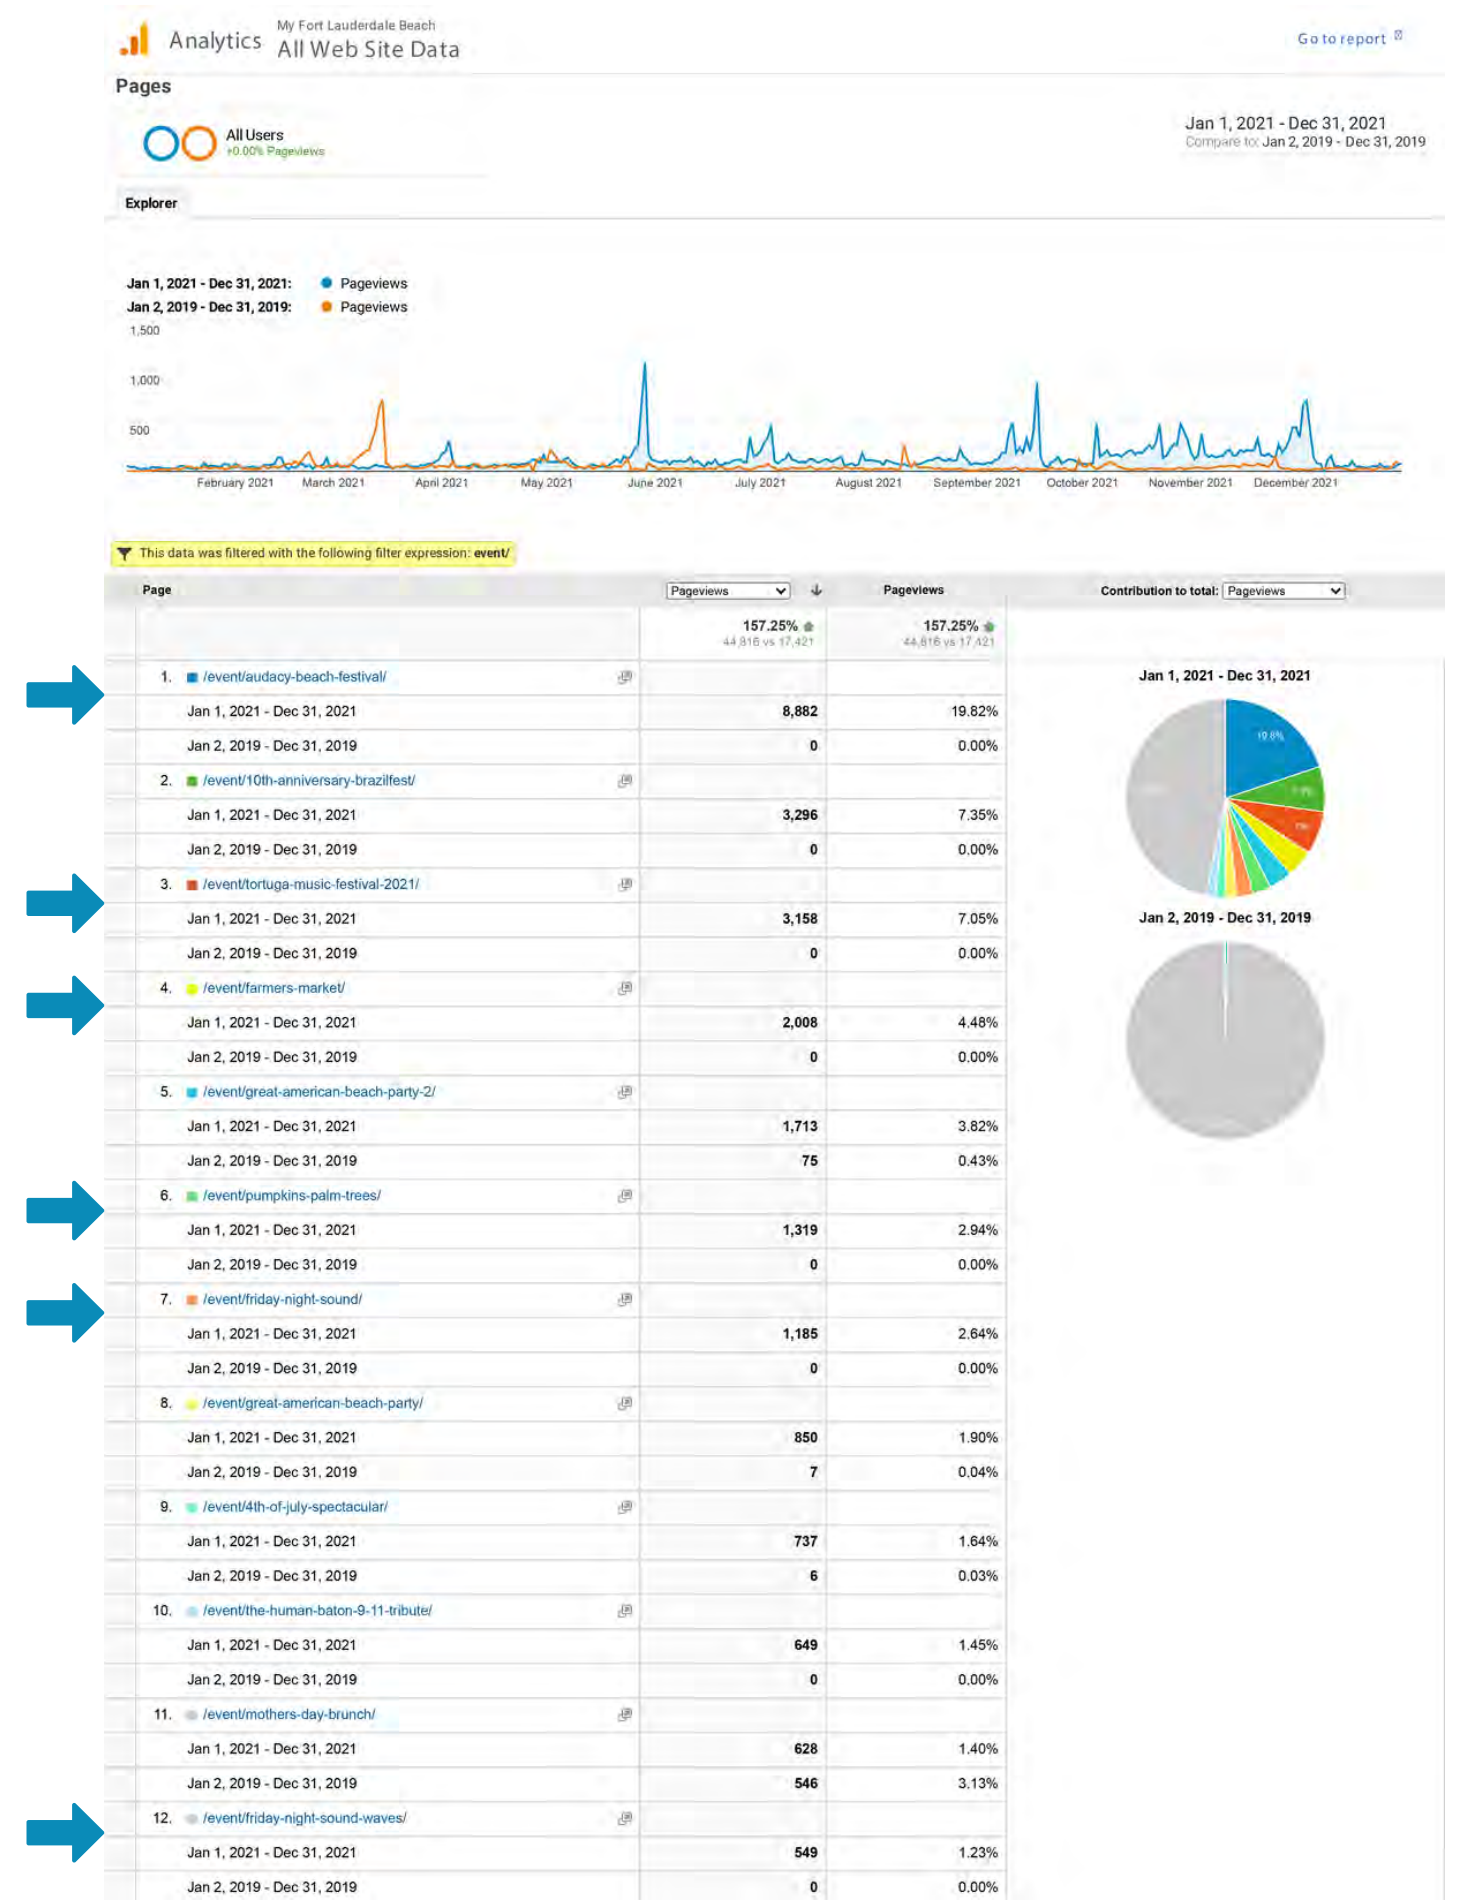 Analytics
My Fort Lauderdale Beach
All Web Site Data
Go to report
Pages
All Users
+0.00% Pageviews
Jan 1, 2021 - Dec 31, 2021
Compare to: Jan 2, 2019 - Dec 31, 2019
Explorer
Jan 1, 2021 - Dec 31, 2021: Pageviews
Jan 2, 2019 - Dec 31, 2019: Pageviews
1,500
1,000
500
February 2021 March 2021 April 2021 May 2021 June 2021 July 2021 August 2021 September 2021 October 2021 November 2021 December 2021
This data was filtered with the following filter expression: event/
Page Pageviews Pageviews Contribution to total: Pageviews
157.25% 157.25%
44,816 vs 17,421 44,816 vs 17,421
1. /event/audacy-beach-festival/
Jan 1, 2021 - Dec 31, 2021 8,882 19.82%
Jan 2, 2019 - Dec 31, 2019 0 0.00%
2. /event/10th-anniversary-brazilfest/
Jan 1, 2021 - Dec 31, 2021 3,296 7.35%
Jan 2, 2019 - Dec 31, 2019 0 0.00%
3. /event/tortuga-music-festival-2021/
Jan 1, 2021 - Dec 31, 2021 3,158 7.05%
Jan 2, 2019 - Dec 31, 2019 0 0.00%
4. /event/farmers-market/
Jan 1, 2021 - Dec 31, 2021 2,008 4.48%
Jan 2, 2019 - Dec 31, 2019 0 0.00%
5. /event/great-american-beach-party-2/
Jan 1, 2021 - Dec 31, 2021 1,713 3.82%
Jan 2, 2019 - Dec 31, 2019 75 0.43%
6. /event/pumpkins-palm-trees/
Jan 1, 2021 - Dec 31, 2021 1,319 2.94%
Jan 2, 2019 - Dec 31, 2019 0 0.00%
7. /event/friday-night-sound/
Jan 1, 2021 - Dec 31, 2021 1,185 2.64%
Jan 2, 2019 - Dec 31, 2019 0 0.00%
8. /event/great-american-beach-party/
Jan 1, 2021 - Dec 31, 2021 850 1.90%
Jan 2, 2019 - Dec 31, 2019 7 0.04%
9. /event/4th-of-july-spectacular/
Jan 1, 2021 - Dec 31, 2021 737 1.64%
Jan 2, 2019 - Dec 31, 2019 6 0.03%
10. /event/the-human-baton-9-11-tribute/
Jan 1, 2021 - Dec 31, 2021 649 1.45%
Jan 2, 2019 - Dec 31, 2019 0 0.00%
11. /event/mothers-day-brunch/
Jan 1, 2021 - Dec 31, 2021 628 1.40%
Jan 2, 2019 - Dec 31, 2019 546 3.13%
12. /event/friday-night-sound-waves/
Jan 1, 2021 - Dec 31, 2021 549 1.23%
Jan 2, 2019 - Dec 31, 2019 0 0.00%
Jan 1, 2021 - Dec 31, 2021
19.8%
7%
Jan 2, 2019 - Dec 31, 2019